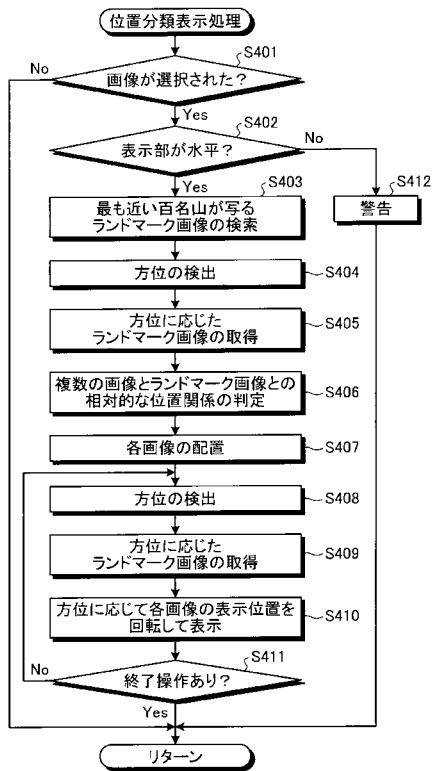 位置分類表示処理
S401
No
画像が選択された?
Yes
S402
No
表示部が水平?
Yes
S403
S412
最も近い百名山が写る
ランドマーク画像の検索
警告
方位の検出
S404
方位に応じた
ランドマーク画像の取得
S405
複数の画像とランドマーク画像との
相対的な位置関係の判定
S406
各画像の配置
S407
方位の検出
S408
方位に応じた
ランドマーク画像の取得
S409
方位に応じて各画像の表示位置を
回転して表示
S410
S411
No
終了操作あり?
Yes
リターン